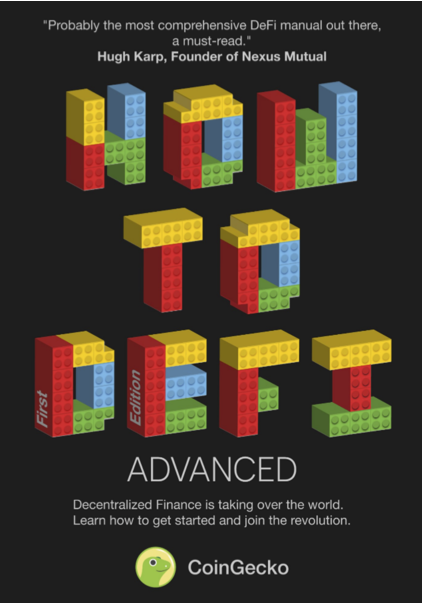 "Probably the most comprehensive DeFi manual out there,
a must-read."
Hugh Karp, Founder of Nexus Mutual
HOW
TO
DEFI
First
Edition
ADVANCED
Decentralized Finance is taking over the world.
Learn how to get started and join the revolution.
CoinGecko